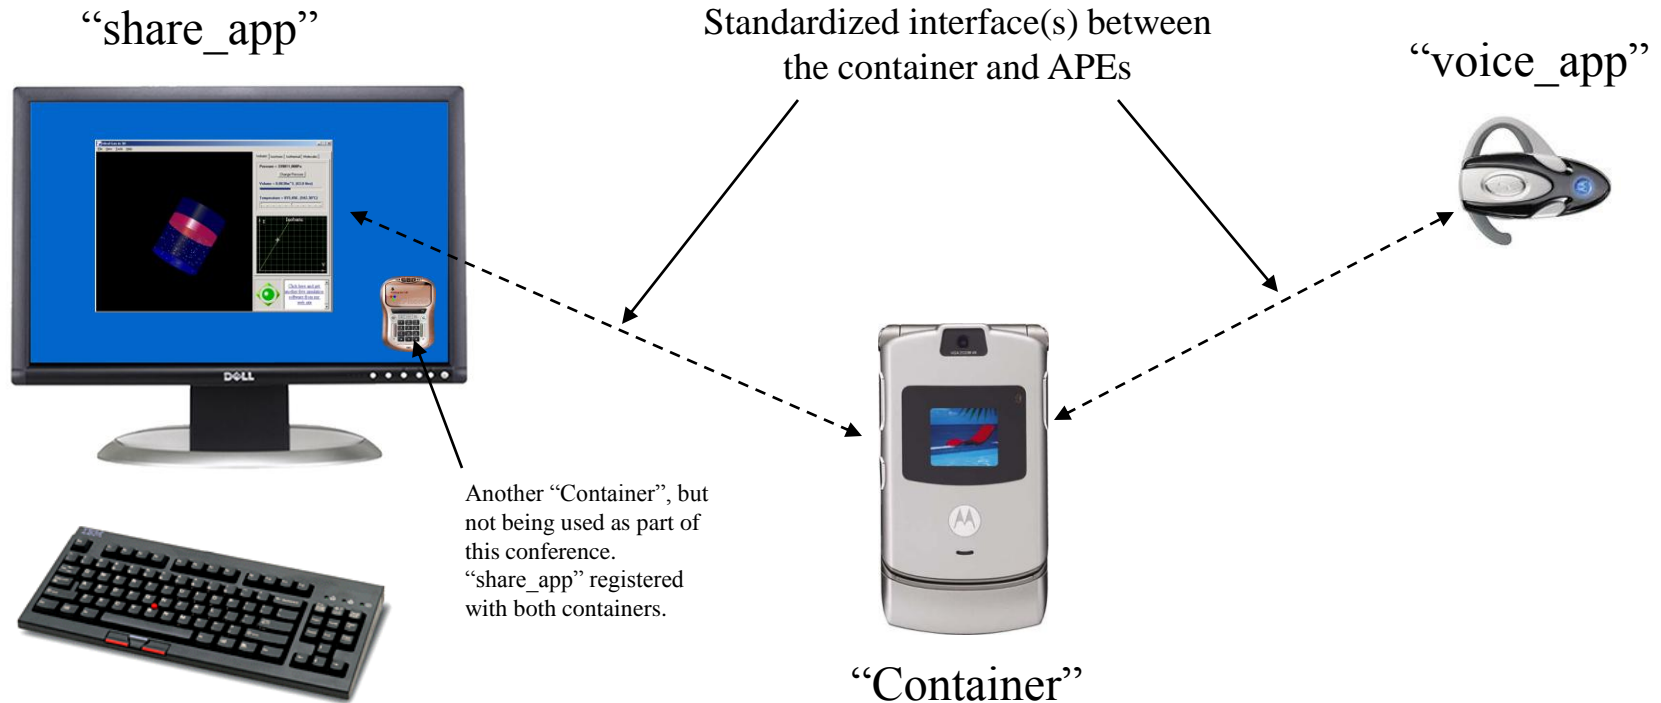 “share_app”
Standardized interface(s) between
the container and APEs
“voice_app”
DELL
Another “Container”, but
not being used as part of
this conference.
“share_app” registered
with both containers.
“Container”